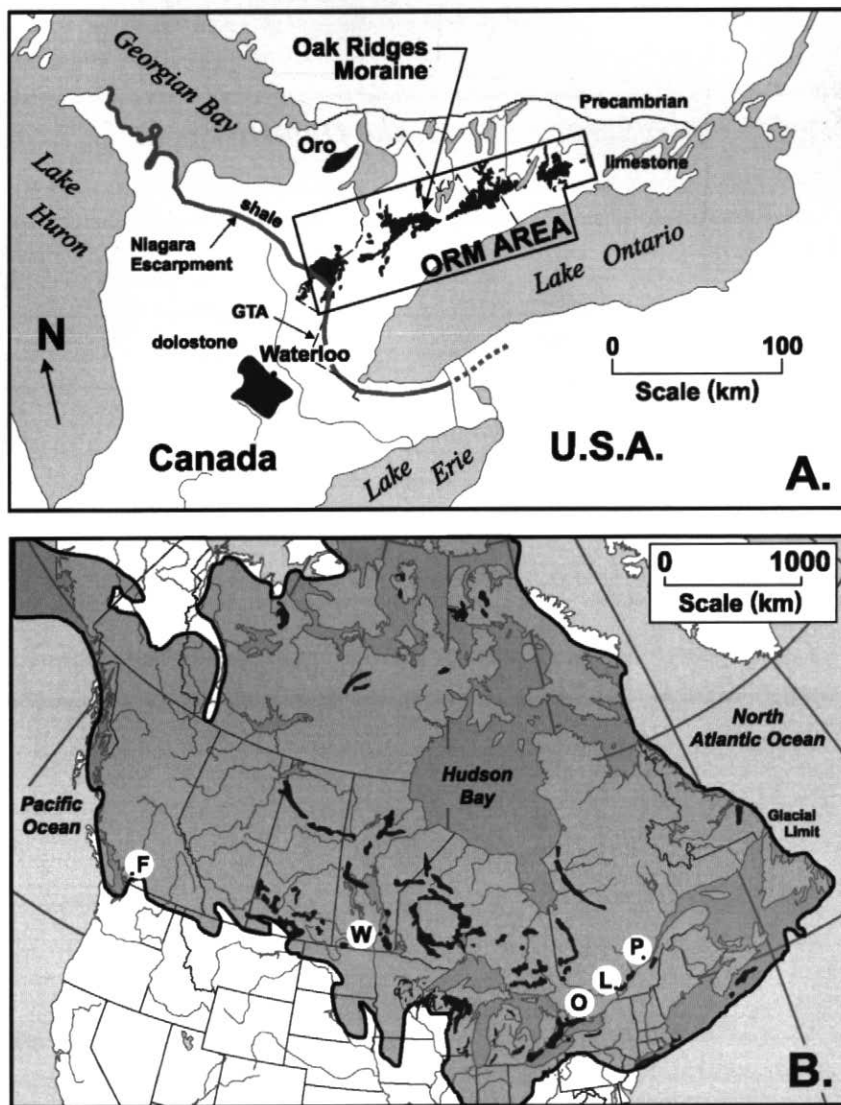 Georgian Bay
Oak Ridges
Moraine
Precambrian
Oro
limestone
Lake
Huron
shale
Niagara
Escarpment
ORM AREA
Lake Ontario
GTA
N
dolostone
Waterloo
0 100
Scale (km)
Canada
U.S.A.
Lake Erie
A.
0 1000
Scale (km)
North
Atlantic Ocean
Hudson
Bay
Pacific
Ocean
Glacial
Limit
F
W
P.
L.
O
B.